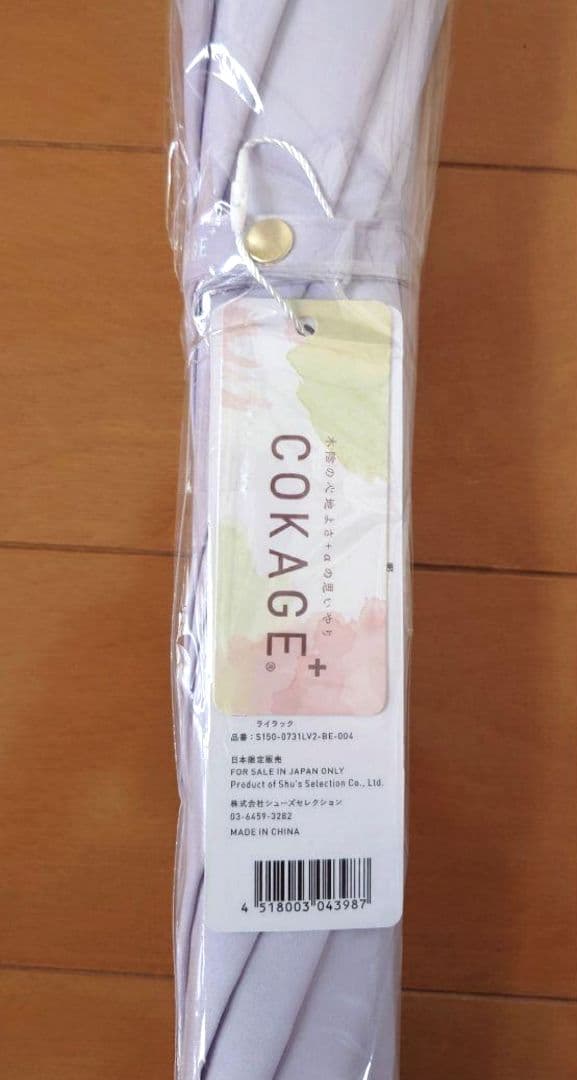 木陰の心地よさ+αの思いやり
COKAGE+®
ライラック
品番：S150-0731LV2-BE-004
日本限定販売
FOR SALE IN JAPAN ONLY
Product of Shu's Selection Co., Ltd.
株式会社シューズセレクション
03-6459-3282
MADE IN CHINA
4 518003 043987